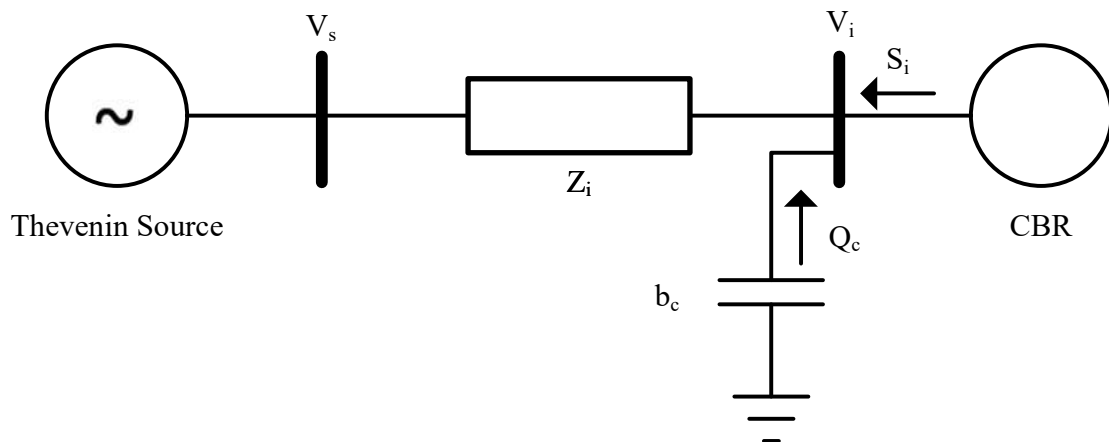 V_s
V_i
S_i
~
Z_i
Thevenin Source
Q_c
CBR
b_c